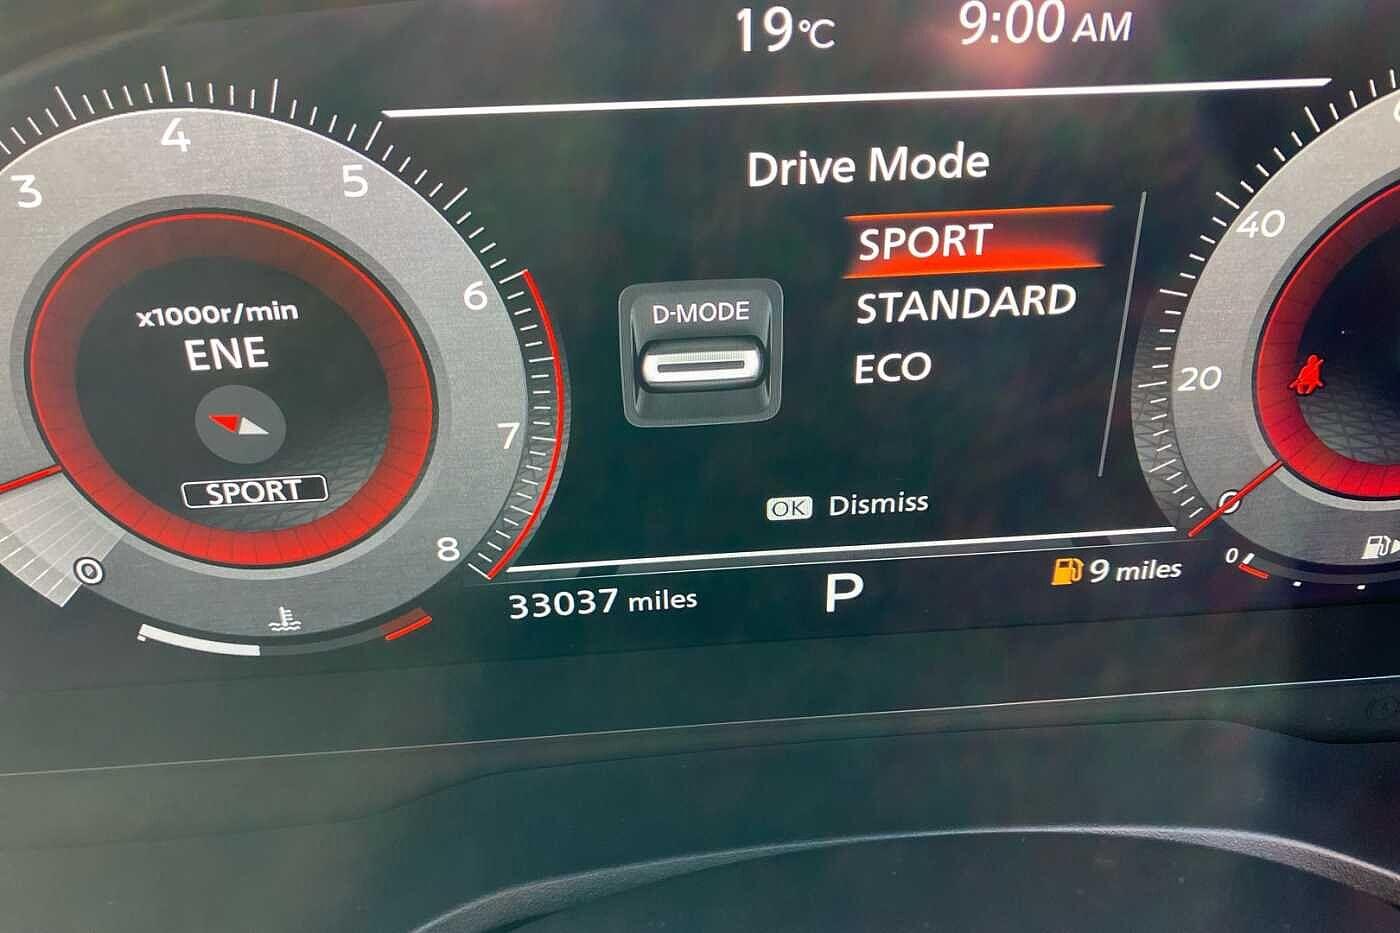 19°C 9:00 AM
Drive Mode
SPORT
STANDARD
ECO
D-MODE
OK Dismiss
33037 miles P 9 miles
3 4 5 6 7 8
x1000r/min
ENE
SPORT
0
40
20
0
0